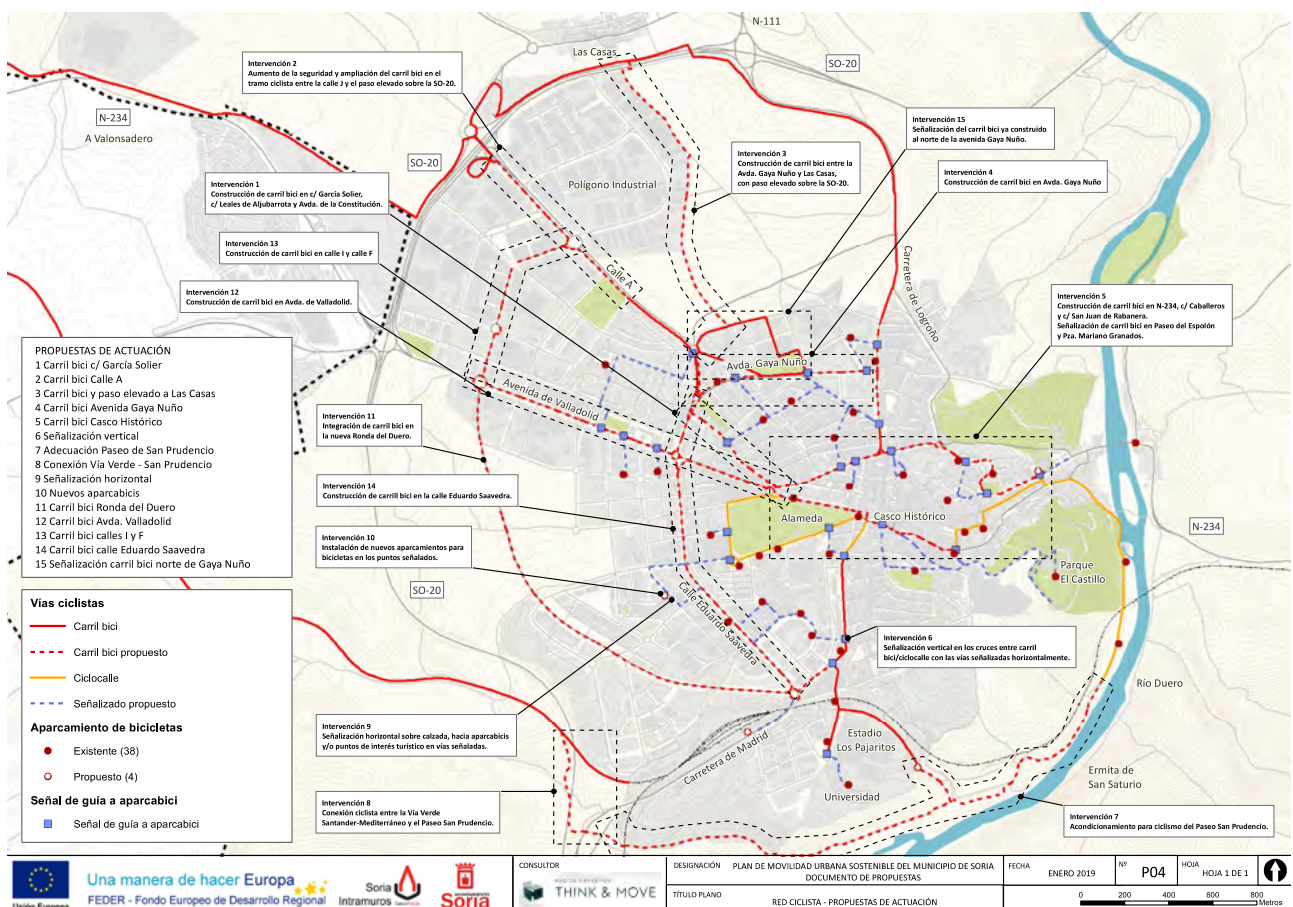 N-111
Las Casas
SO-20
Intervención 2
Aumento de la seguridad y ampliación del carril bici en el
tramo ciclista entre la calle J y el paso elevado sobre la SO-20.
N-234
A Valonsadero
SO-20
Intervención 15
Señalización del carril bici ya construido
al norte de la avenida Gaya Nuño.
Intervención 3
Construcción de carril bici entre la
Avda. Gaya Nuño y Las Casas,
con paso elevado sobre la SO-20.
Intervención 4
Construcción de carril bici en Avda. Gaya Nuño
Intervención 1
Construcción de carril bici en c/ García Solier,
c/ Leales de Aljubarrota y Avda. de la Constitución.
Polígono Industrial
Intervención 13
Construcción de carril bici en calle I y calle F
Calle A
Carretera de Logroño
Intervención 12
Construcción de carril bici en Avda. de Valladolid.
Intervención 5
Construcción de carril bici en N-234, c/ Caballeros
y c/ San Juan de Rabanera.
Señalización de carril bici en Paseo del Espolón
y Pza. Mariano Granados.
PROPUESTAS DE ACTUACIÓN
1 Carril bici c/ García Solier
2 Carril bici Calle A
3 Carril bici y paso elevado a Las Casas
4 Carril bici Avenida Gaya Nuño
5 Carril bici Casco Histórico
6 Señalización vertical
7 Adecuación Paseo de San Prudencio
8 Conexión Vía Verde - San Prudencio
9 Señalización horizontal
10 Nuevos aparcabicis
11 Carril bici Ronda del Duero
12 Carril bici Avda. Valladolid
13 Carril bici calles I y F
14 Carril bici calle Eduardo Saavedra
15 Señalización carril bici norte de Gaya Nuño
Avda. Gaya Nuño
Avenida de Valladolid
Intervención 11
Integración de carril bici en
la nueva Ronda del Duero.
Intervención 14
Construcción de carril bici en la calle Eduardo Saavedra.
Alameda
Casco Histórico
N-234
Intervención 10
Instalación de nuevos aparcamientos para
bicicletas en los puntos señalados.
Parque
El Castillo
SO-20
Calle Eduardo Saavedra
Intervención 6
Señalización vertical en los cruces entre carril
bici/ciclocalle con las vías señalizadas horizontalmente.
Vías ciclistas
Carril bici
Carril bici propuesto
Ciclocalle
Señalizado propuesto
Aparcamiento de bicicletas
Existente (38)
Propuesto (4)
Señal de guía a aparcabici
Señal de guía a aparcabici
Río Duero
Intervención 9
Señalización horizontal sobre calzada, hacia aparcabicis
y/o puntos de interés turístico en vías señaladas.
Carretera de Madrid
Estadio
Los Pajaritos
Ermita de
San Saturio
Universidad
Intervención 8
Conexión ciclista entre la Vía Verde
Santander-Mediterráneo y el Paseo San Prudencio.
Intervención 7
Acondicionamiento para ciclismo del Paseo San Prudencio.
Unión Europea
Una manera de hacer Europa
FEDER - Fondo Europeo de Desarrollo Regional
Soria
Intramuros
Soria
CONSULTOR
THINK & MOVE
DESIGNACIÓN
PLAN DE MOVILIDAD URBANA SOSTENIBLE DEL MUNICIPIO DE SORIA
DOCUMENTO DE PROPUESTAS
TÍTULO PLANO
RED CICLISTA - PROPUESTAS DE ACTUACIÓN
FECHA
ENERO 2019
Nº
P04
HOJA
HOJA 1 DE 1
0 200 400 600 800
Metros